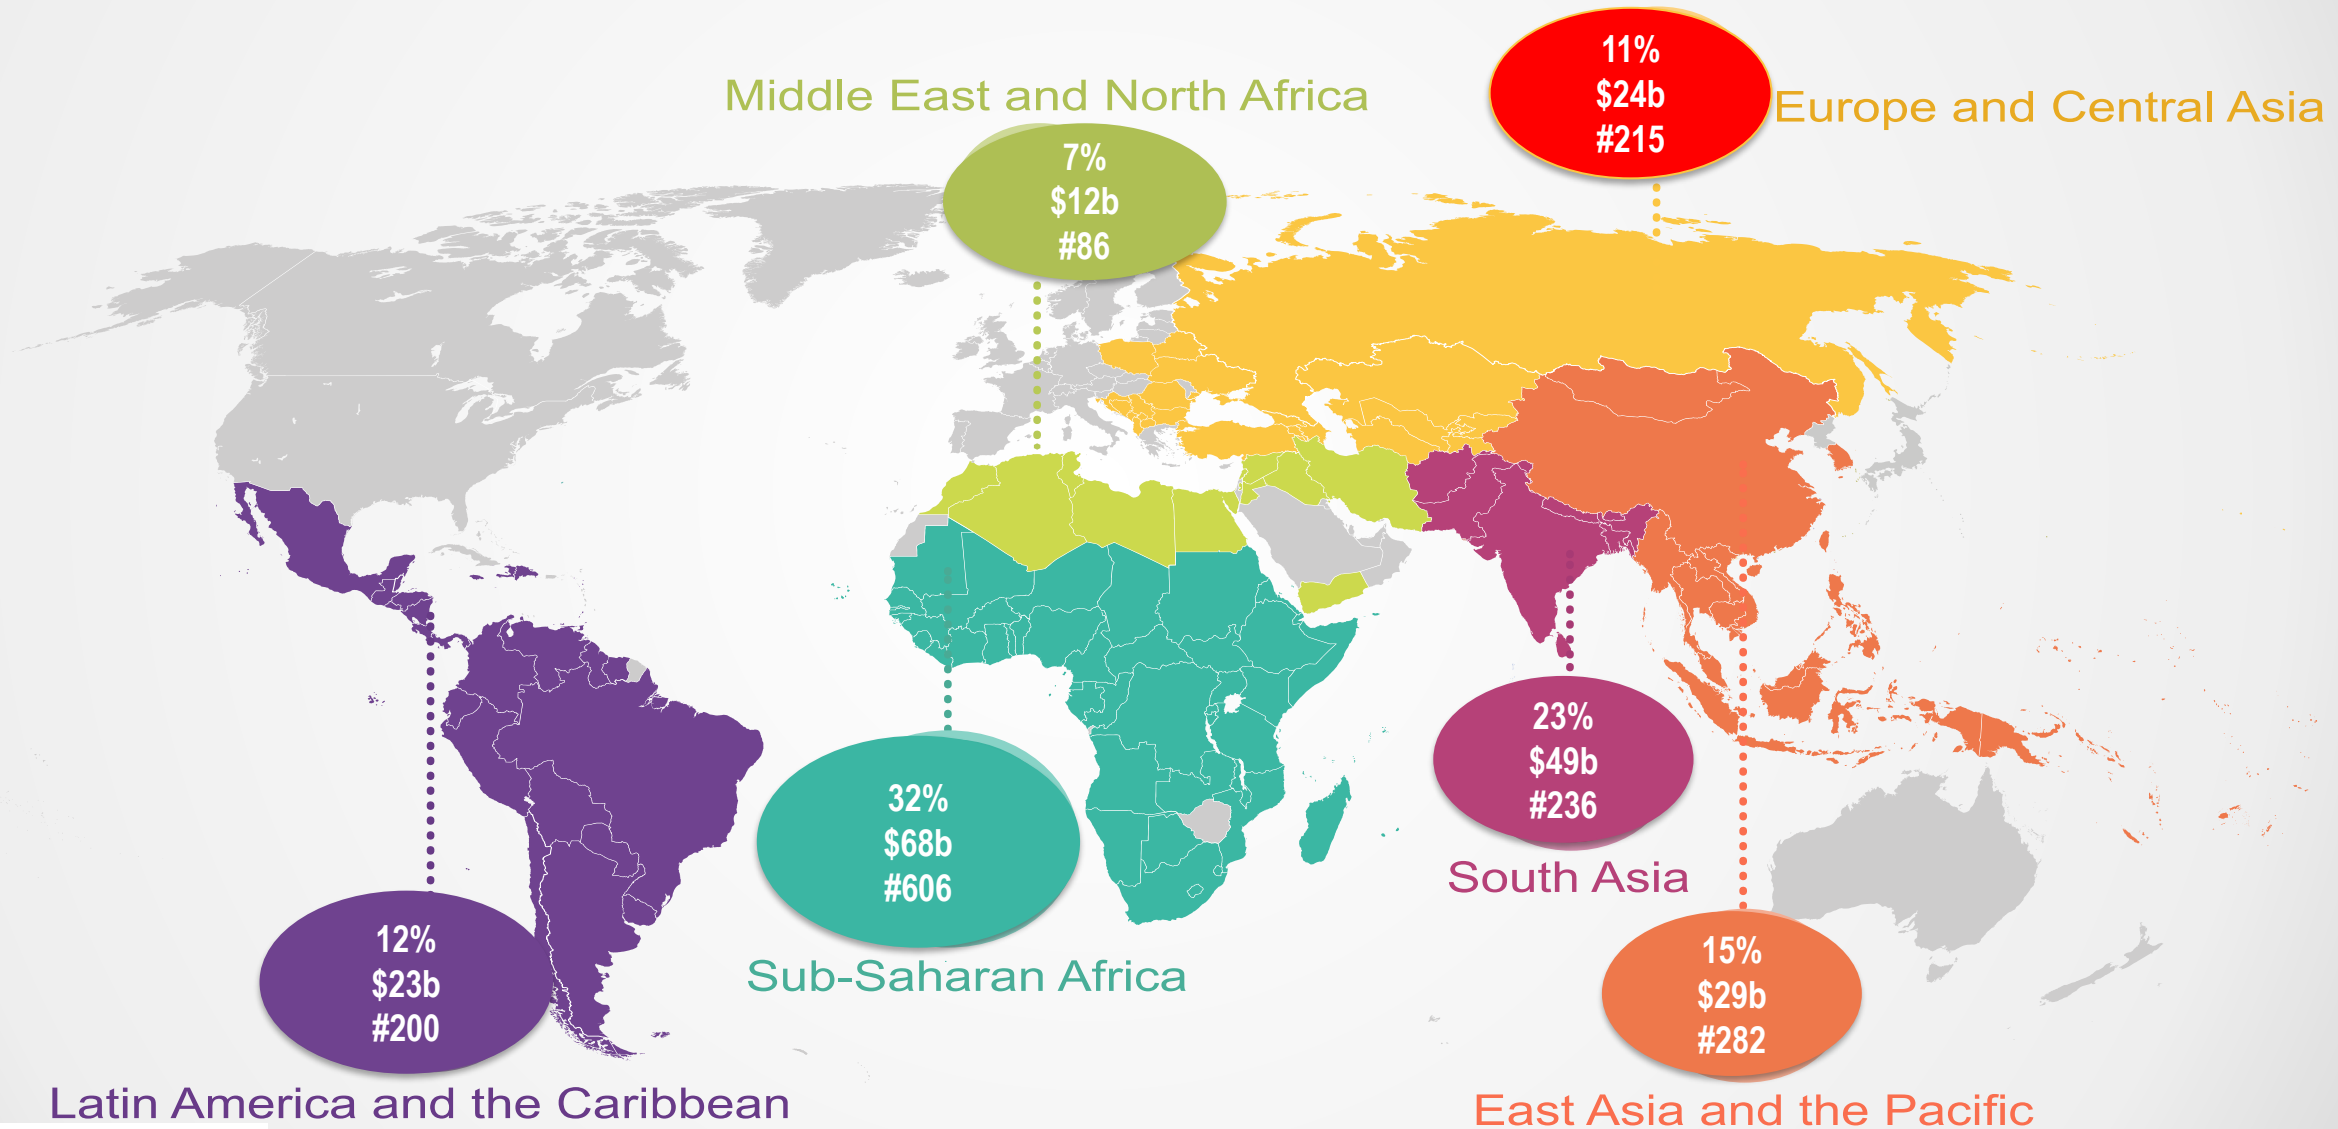 Middle East and North Africa
7%
$12b
#86
11%
$24b
#215
Europe and Central Asia
32%
$68b
#606
Sub-Saharan Africa
23%
$49b
#236
South Asia
12%
$23b
#200
Latin America and the Caribbean
15%
$29b
#282
East Asia and the Pacific